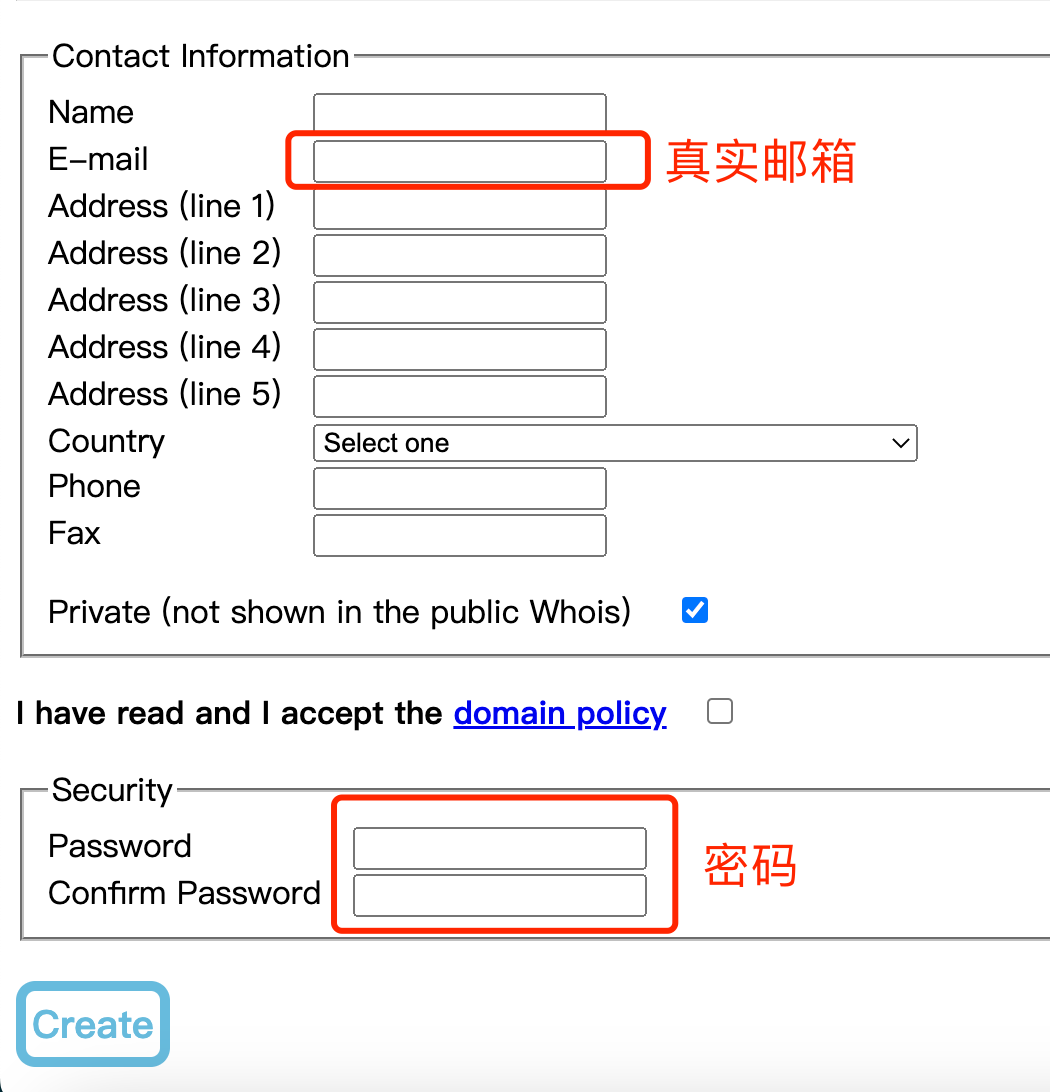 Contact Information
Name
E-mail 真实邮箱
Address (line 1)
Address (line 2)
Address (line 3)
Address (line 4)
Address (line 5)
Country Select one
Phone
Fax
Private (not shown in the public Whois)
I have read and I accept the domain policy
Security
Password
密码
Confirm Password
Create